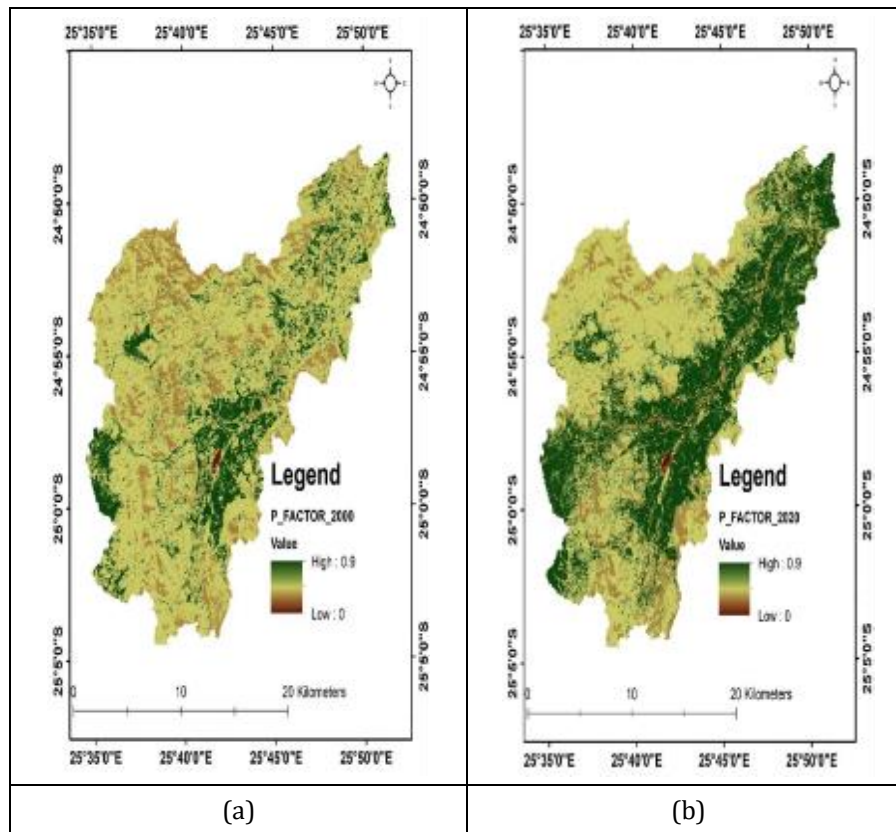 25°35'0"E 25°40'0"E 25°45'0"E 25°50'0"E
24°50'0"S 24°50'0"S
24°55'0"S 24°55'0"S
25°0'0"S 25°0'0"S
25°5'0"S 25°5'0"S
Legend
P_FACTOR_2000
Value
High : 0.9
Low : 0
0 10 20 Kilometers
25°35'0"E 25°40'0"E 25°45'0"E 25°50'0"E
(a)
25°35'0"E 25°40'0"E 25°45'0"E 25°50'0"E
24°50'0"S 24°50'0"S
24°55'0"S 24°55'0"S
25°0'0"S 25°0'0"S
25°5'0"S 25°5'0"S
Legend
P_FACTOR_2020
Value
High : 0.9
Low : 0
0 10 20 Kilometers
25°35'0"E 25°40'0"E 25°45'0"E 25°50'0"E
(b)